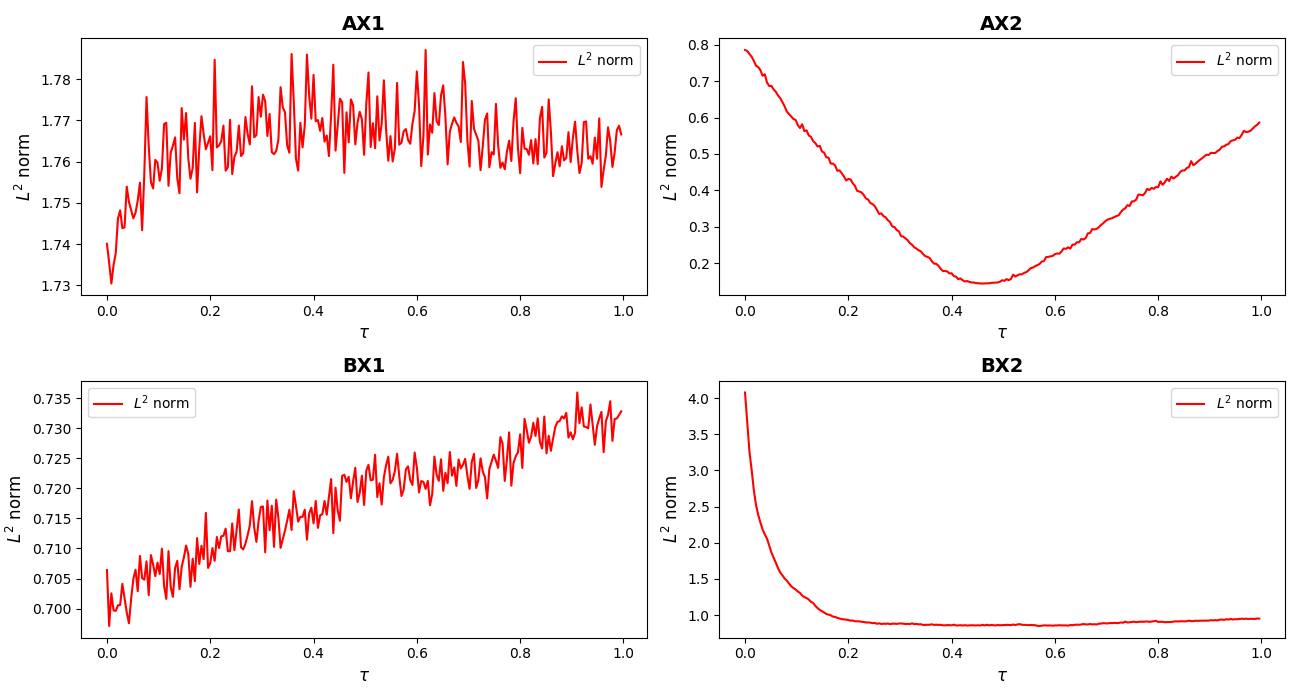 AX1
L² norm
1.78
1.77
1.76
1.75
1.74
1.73
L² norm
0.0 0.2 0.4 0.6 0.8 1.0
τ
AX2
L² norm
0.8
0.7
0.6
0.5
0.4
0.3
0.2
L² norm
0.0 0.2 0.4 0.6 0.8 1.0
τ
BX1
L² norm
0.735
0.730
0.725
0.720
0.715
0.710
0.705
0.700
L² norm
0.0 0.2 0.4 0.6 0.8 1.0
τ
BX2
L² norm
4.0
3.5
3.0
2.5
2.0
1.5
1.0
L² norm
0.0 0.2 0.4 0.6 0.8 1.0
τ